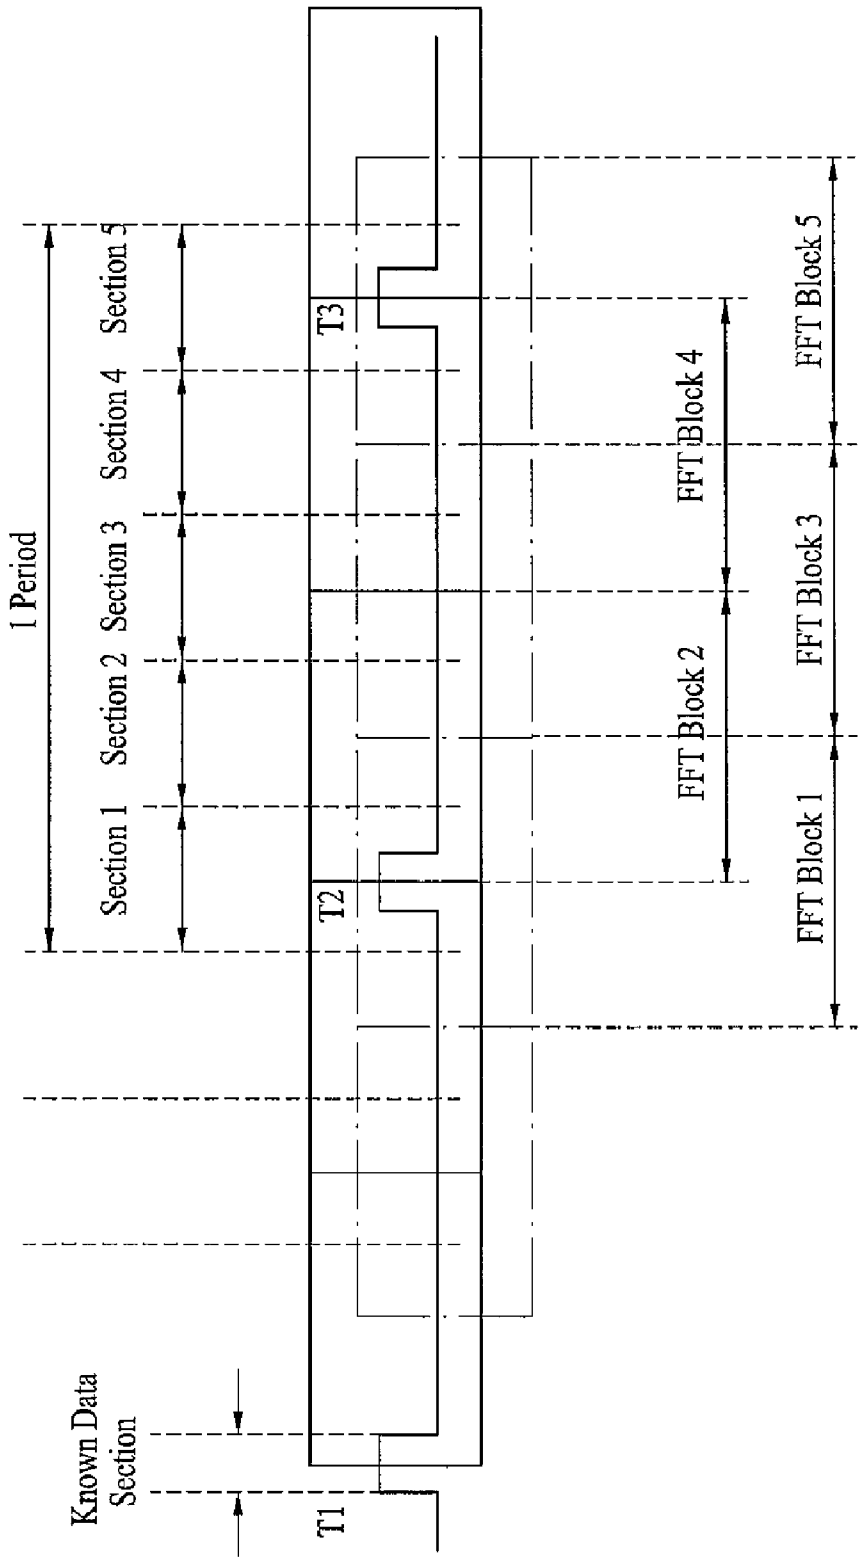 1 Period
Section 1
Section 2
Section 3
Section 4
Section 5
Known Data
Section
T1
T2
T3
FFT Block 2
FFT Block 4
FFT Block 1
FFT Block 3
FFT Block 5